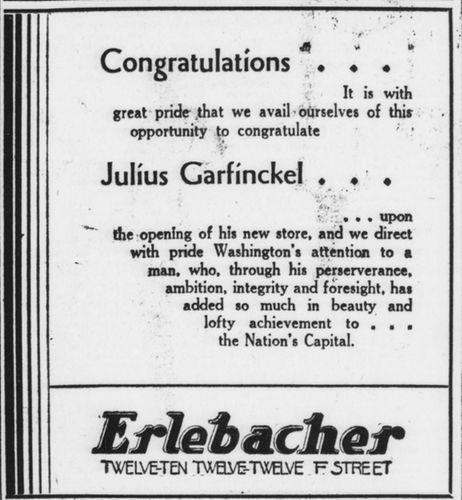 Congratulations . . .
It is with
great pride that we avail ourselves of this
opportunity to congratulate
Julius Garfinckel . . .
. . . upon
the opening of his new store, and we direct
with pride Washington's attention to a
man, who, through his perserverance,
ambition, integrity and foresight, has
added so much in beauty and
lofty achievement to . . .
the Nation's Capital.
Erlebacher
TWELVE-TEN TWELVE-TWELVE F STREET